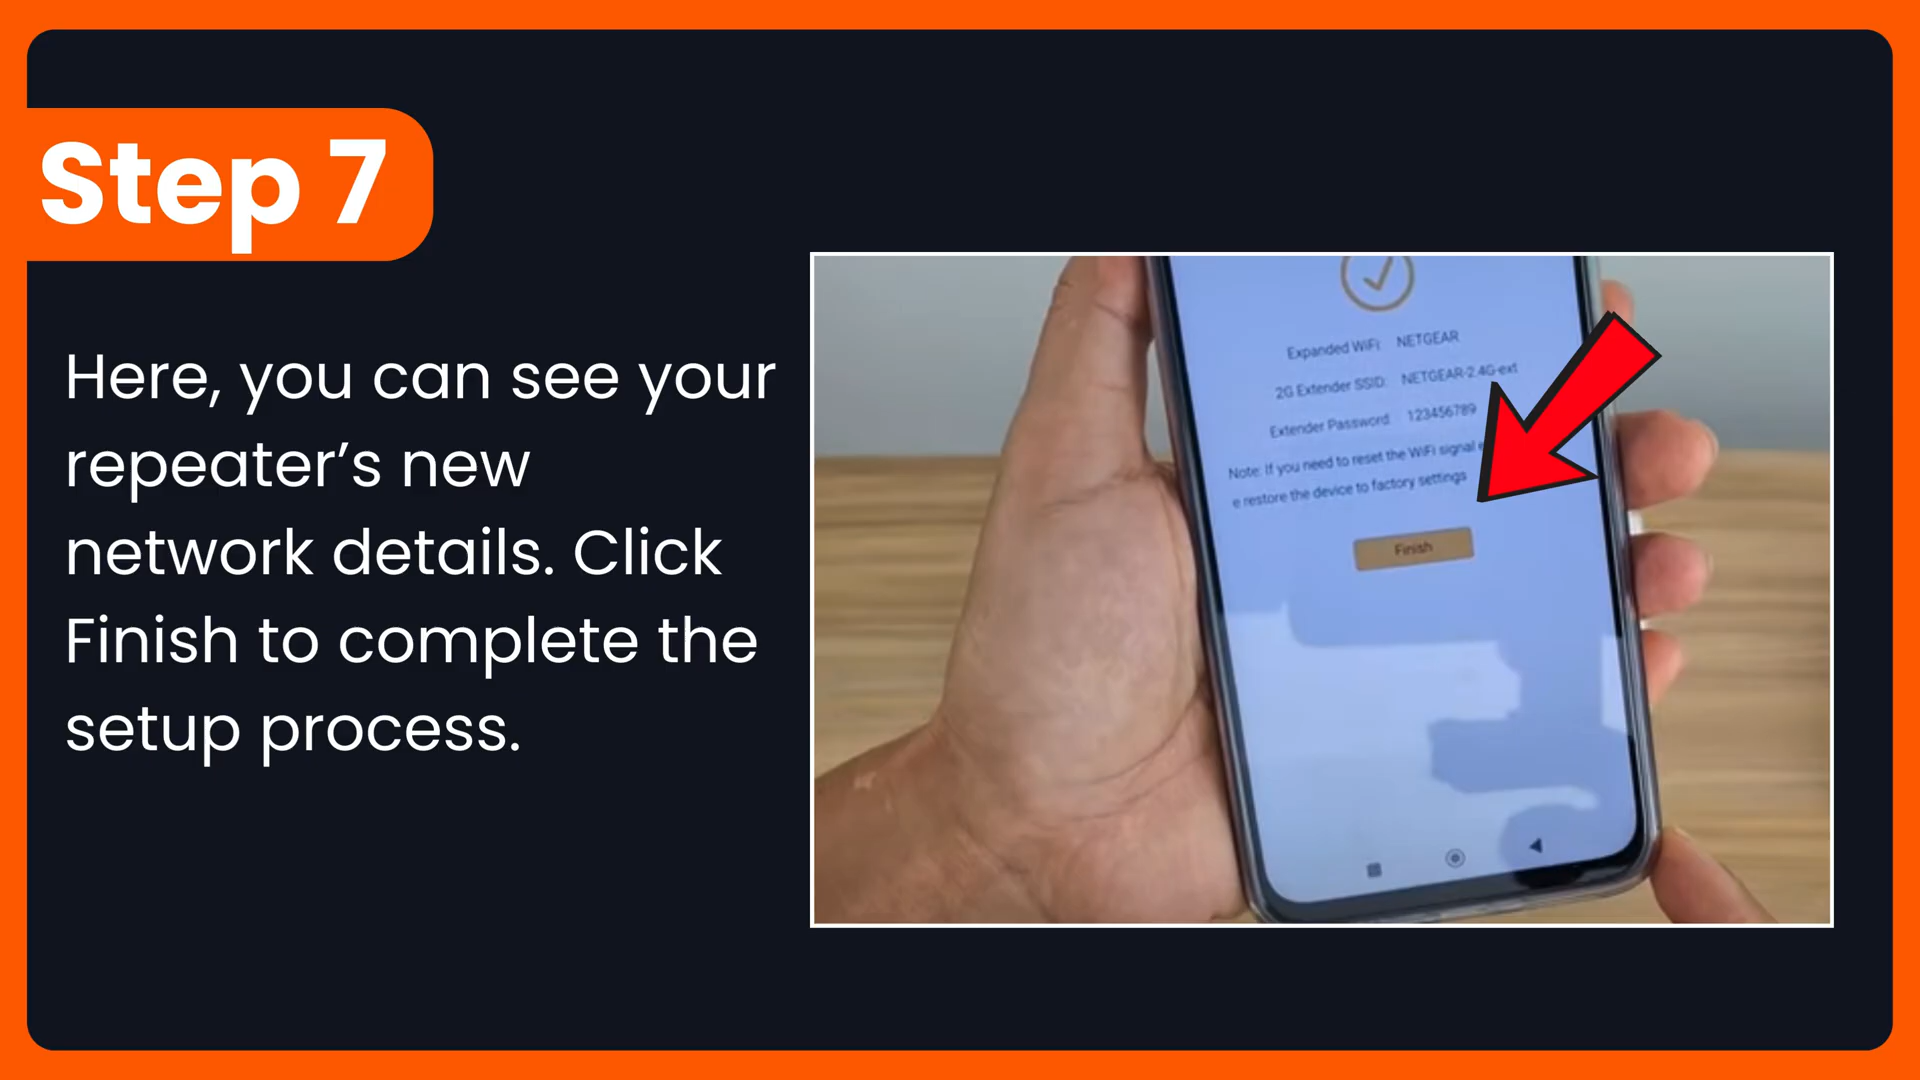 Step 7
Here, you can see your
repeater’s new
network details. Click
Finish to complete the
setup process.
Expanded WiFi: NETGEAR
2G Extender SSID: NETGEAR-2.4G-ext
Extender Password: 123456789
Note: If you need to reset the WiFi signal
e restore the device to factory settings
Finish